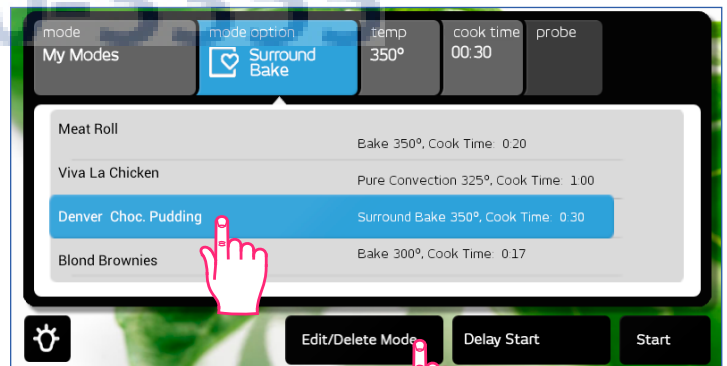 mode
My Modes
mode option
Surround
Bake
temp
350°
cook time
00:30
probe
Meat Roll
Bake 350°, Cook Time: 0:20
Viva La Chicken
Pure Convection 325°, Cook Time: 1:00
Denver Choc. Pudding
Surround Bake 350°, Cook Time: 0:30
Blond Brownies
Bake 300°, Cook Time: 0:17
Edit/Delete Mode
Delay Start
Start